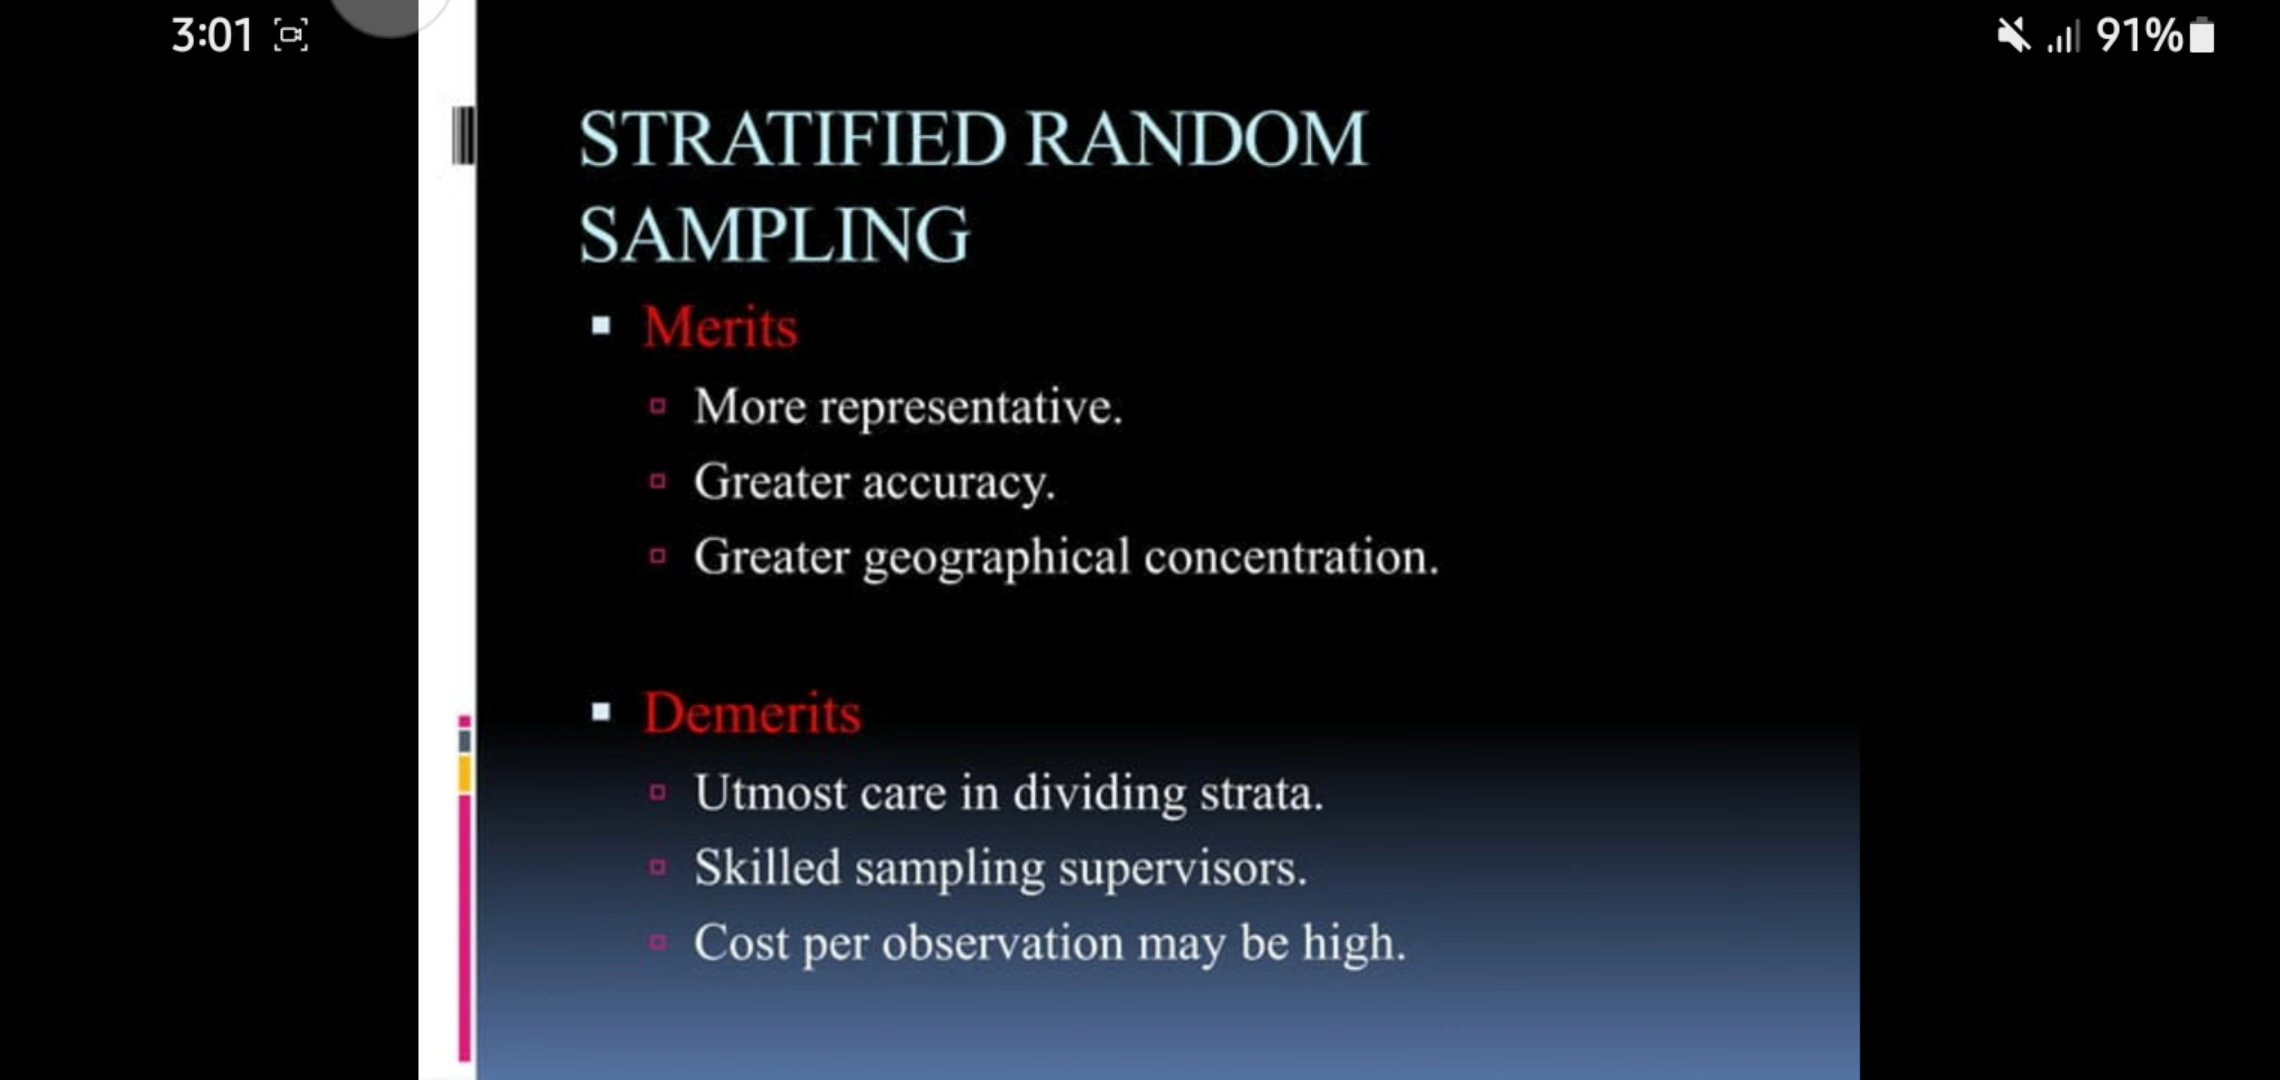 3:01
91%
STRATIFIED RANDOM
SAMPLING
Merits
More representative.
Greater accuracy.
Greater geographical concentration.
Demerits
Utmost care in dividing strata.
Skilled sampling supervisors.
Cost per observation may be high.